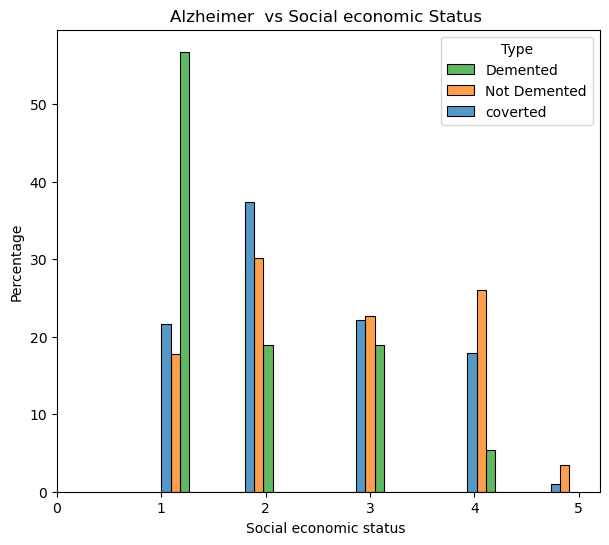 Alzheimer  vs Social economic Status
Type
Demented
Not Demented
coverted
Percentage
50
40
30
20
10
0
0 1 2 3 4 5
Social economic status